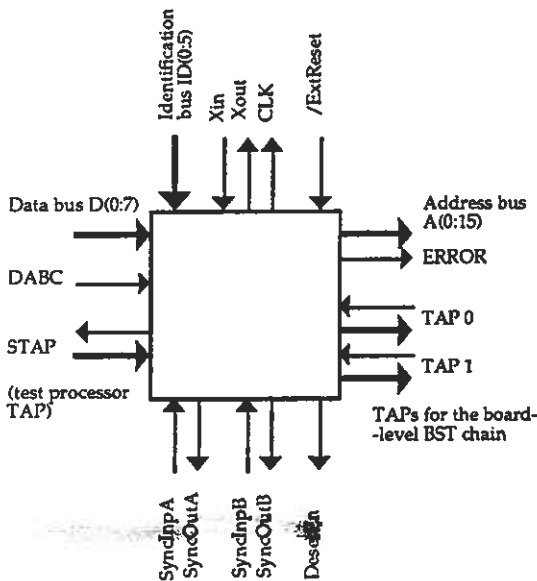 Identification
bus ID(0:5)
Xin
Xout
CLK
/ExtReset
Data bus D(0:7)
DABC
STAP
(test processor
TAP)
Address bus
A(0:15)
ERROR
TAP 0
TAP 1
TAPs for the board-
-level BST chain
SyncInpA
SyncOutA
SyncInpB
SyncOutB